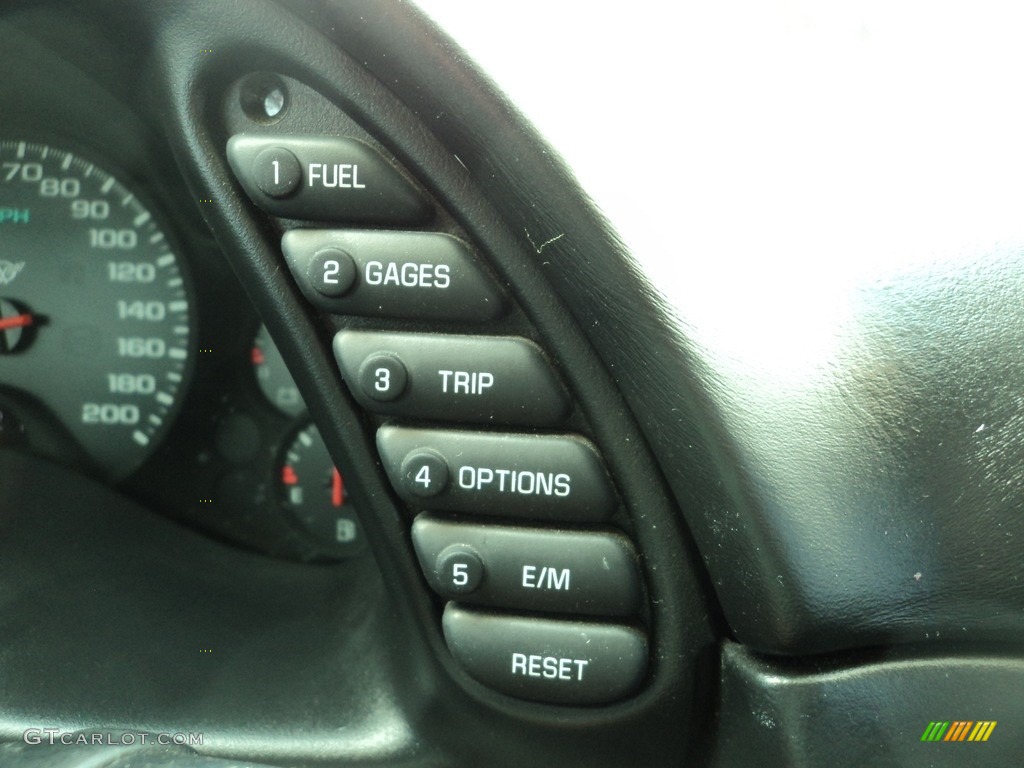 1 FUEL
2 GAGES
3 TRIP
4 OPTIONS
5 E/M
RESET
70
80
90
100
120
140
160
180
200
PH
E
GTCARLOT.COM